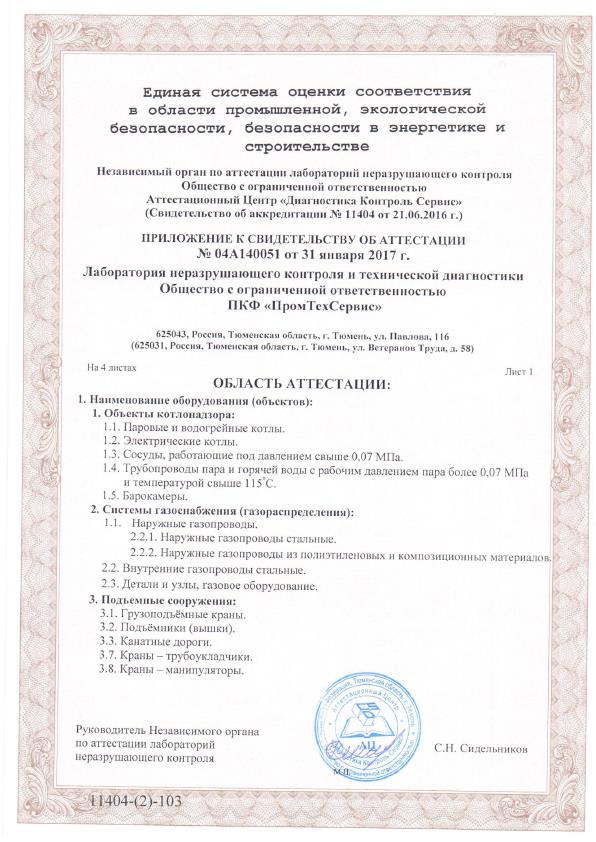 Единая система оценки соответствия
в области промышленной, экологической
безопасности, безопасности в энергетике и
строительстве
Независимый орган по аттестации лабораторий неразрушающего контроля
Общество с ограниченной ответственностью
Аттестационный Центр «Диагностика Контроль Сервис»
(Свидетельство об аккредитации № 11404 от 21.06.2016 г.)
ПРИЛОЖЕНИЕ К СВИДЕТЕЛЬСТВУ ОБ АТТЕСТАЦИИ
№ 04А140051 от 31 января 2017 г.
Лаборатория неразрушающего контроля и технической диагностики
Общество с ограниченной ответственностью
ПКФ «ПромТехСервис»
625043, Россия, Тюменская область, г. Тюмень, ул. Павлова, 116
(625031, Россия, Тюменская область, г. Тюмень, ул. Ветеранов Труда, д. 58)
На 4 листах
Лист 1
ОБЛАСТЬ АТТЕСТАЦИИ:
1. Наименование оборудования (объектов):
1. Объекты котлонадзора:
1.1. Паровые и водогрейные котлы.
1.2. Электрические котлы.
1.3. Сосуды, работающие под давлением свыше 0,07 МПа.
1.4. Трубопроводы пара и горячей воды с рабочим давлением пара более 0,07 МПа
и температурой свыше 115°С.
1.5. Барокамеры.
2. Системы газоснабжения (газораспределения):
1.1. Наружные газопроводы.
2.2.1. Наружные газопроводы стальные.
2.2.2. Наружные газопроводы из полиэтиленовых и композиционных материалов.
2.2. Внутренние газопроводы стальные.
2.3. Детали и узлы, газовое оборудование.
3. Подъемные сооружения:
3.1. Грузоподъёмные краны.
3.2. Подъёмники (вышки).
3.3. Канатные дороги.
3.7. Краны – трубоукладчики.
3.8. Краны – манипуляторы.
Аттестационный Центр
АЦ
Руководитель Независимого органа
по аттестации лабораторий
неразрушающего контроля
С.Н. Сидельников
М.П.
11404-(2)-103